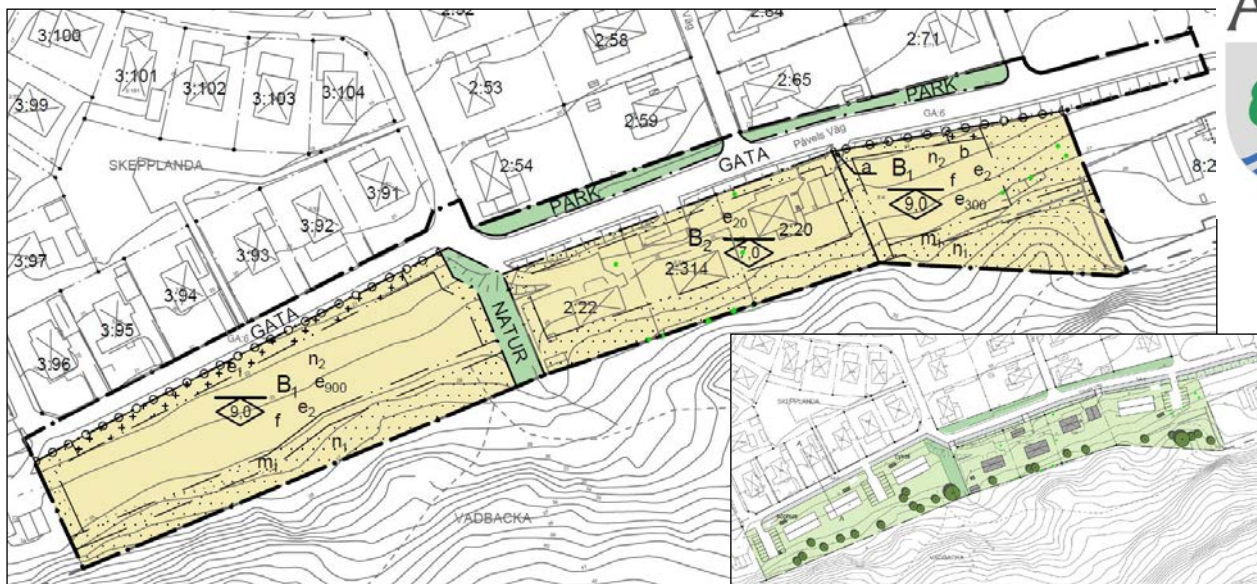 3:100
2:52
2:58
Väg
2:64
2:71
A
3:101
3:102
3:103
3:104
2:53
2:59
2:65
PARK
3:99
GA:6
Påvels Väg
SKEPPLANDA
2:54
GATA
8:2
PARK
3:91
a
B1
n2
b
e2
f
9,0
e300
3:92
3:93
e20
2:20
B2
7,0
m1
n1
3:97
3:94
2:314
GATA
GA:6
NATUR
2:22
3:95
3:96
e1
n2
B1
e900
9,0
f
e2
n1
m1
VADBACKA
SKEPPLANDA
VADBACKA